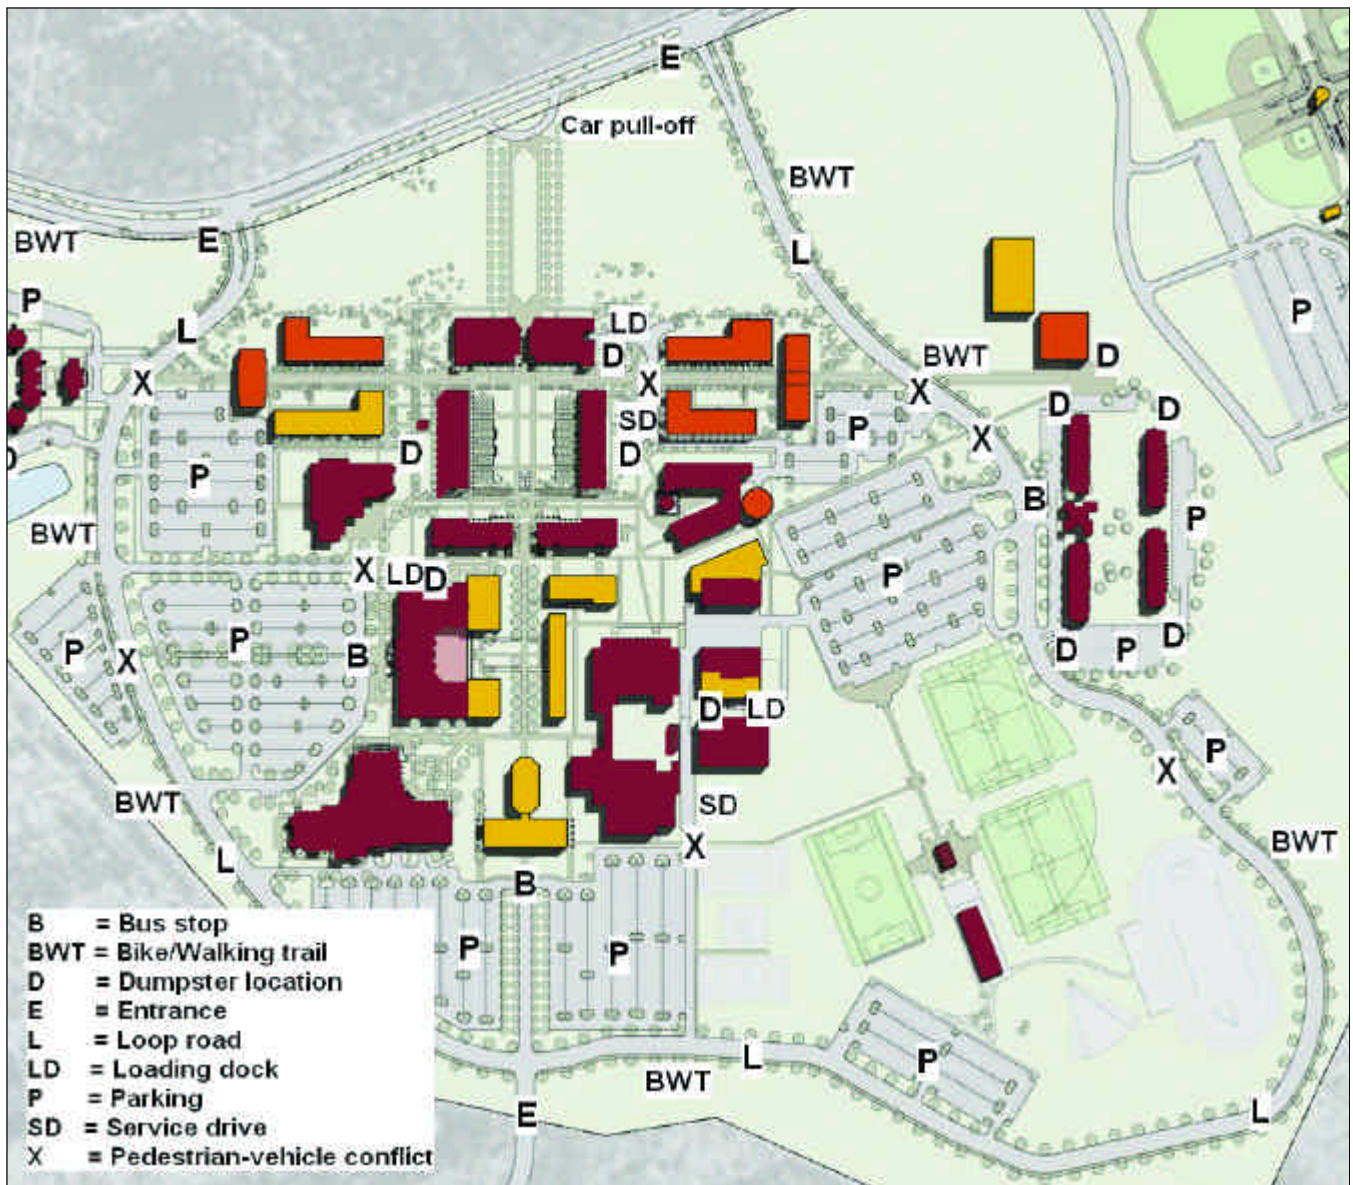 E
Car pull-off
BWT
BWT
E
L
P
LD
P
L
D
BWT
D
X
X
X
SD
D
D
P
X
D
D
D
P
B
P
BWT
X
LD
D
P
P
X
P
B
D
P
D
D
LD
P
X
BWT
SD
BWT
X
L
B
B = Bus stop
BWT = Bike/Walking trail
D = Dumpster location
E = Entrance
L = Loop road
LD = Loading dock
P = Parking
SD = Service drive
X = Pedestrian-vehicle conflict
P
P
L
P
BWT
E
L